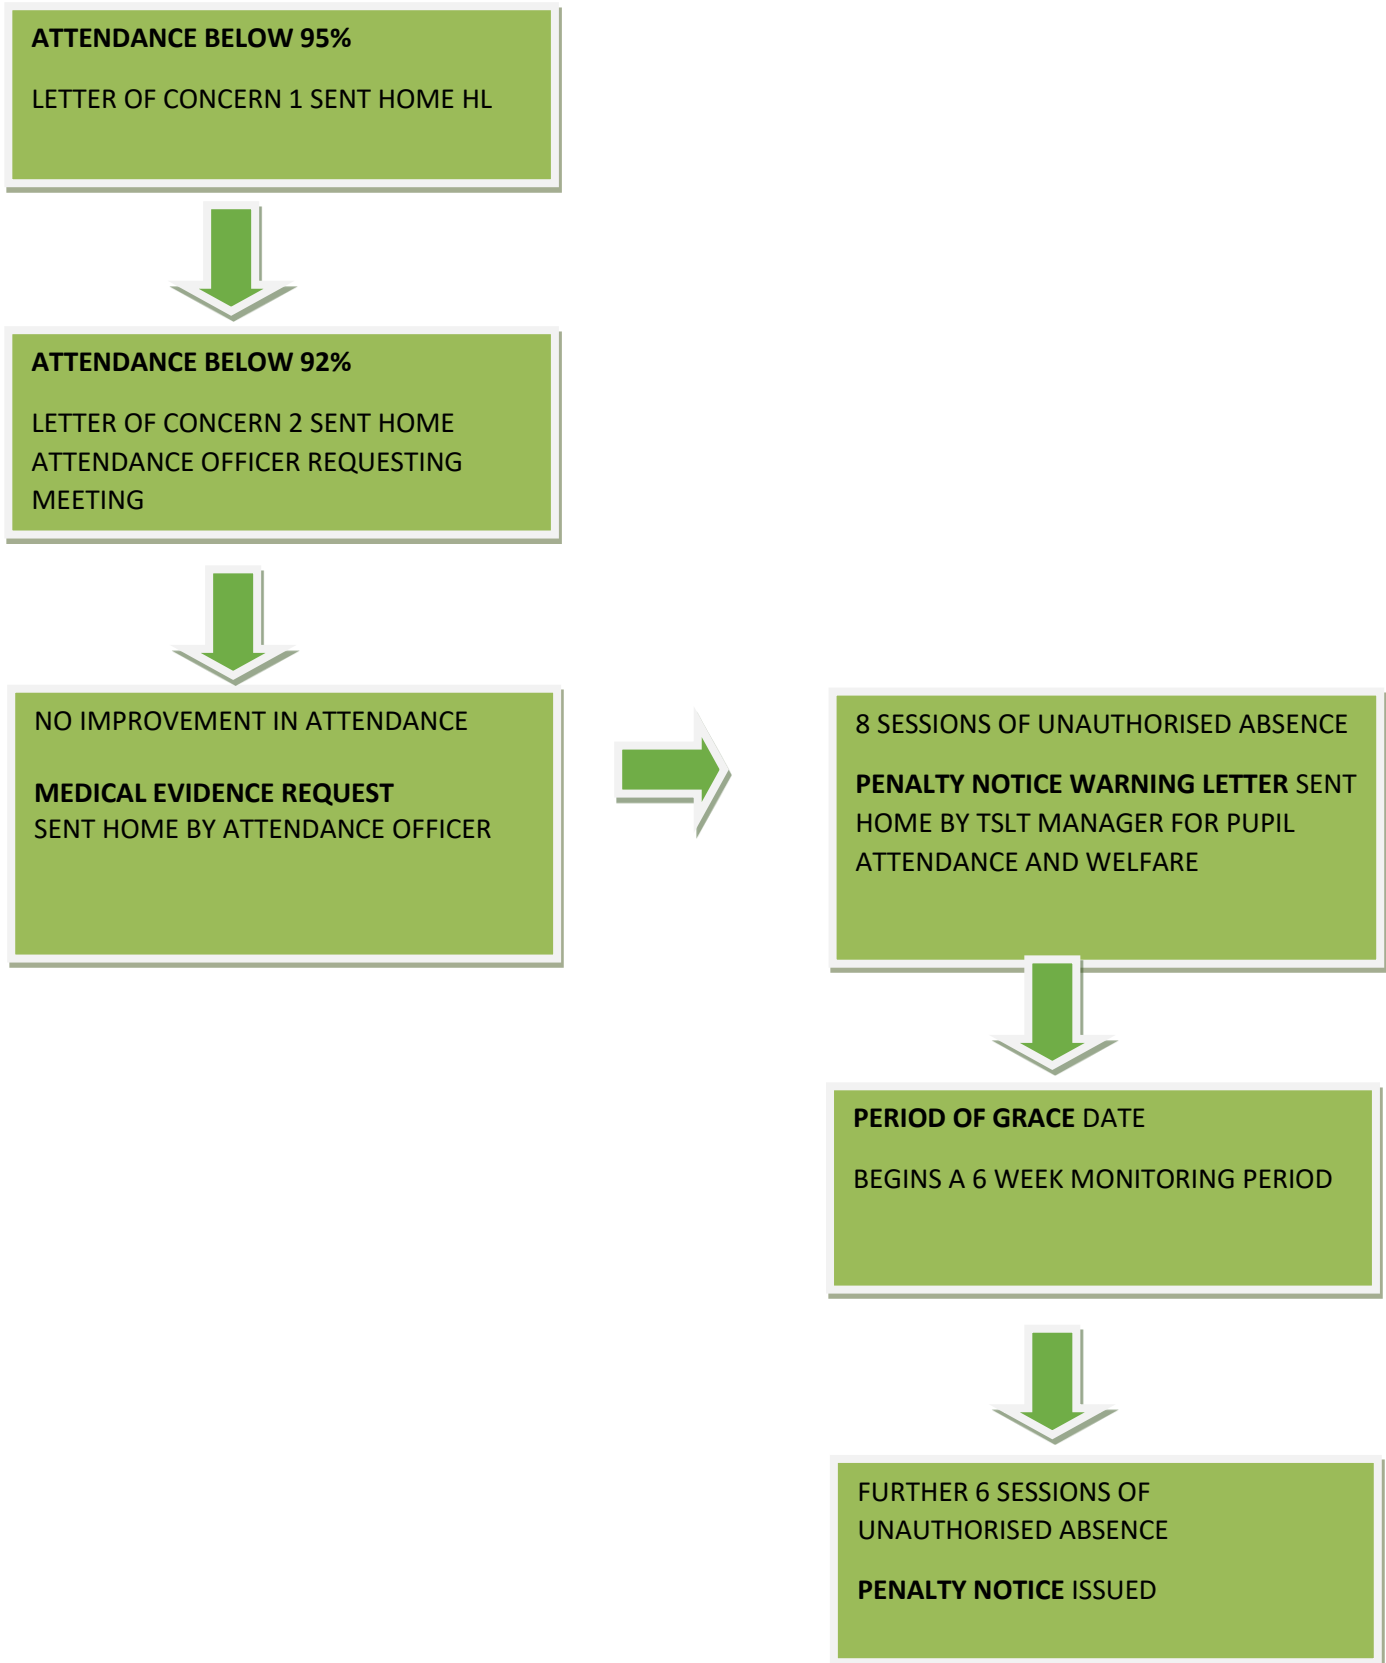 ATTENDANCE BELOW 95%
LETTER OF CONCERN 1 SENT HOME HL
ATTENDANCE BELOW 92%
LETTER OF CONCERN 2 SENT HOME
ATTENDANCE OFFICER REQUESTING
MEETING
NO IMPROVEMENT IN ATTENDANCE
MEDICAL EVIDENCE REQUEST
SENT HOME BY ATTENDANCE OFFICER
8 SESSIONS OF UNAUTHORISED ABSENCE
PENALTY NOTICE WARNING LETTER SENT
HOME BY TSLT MANAGER FOR PUPIL
ATTENDANCE AND WELFARE
PERIOD OF GRACE DATE
BEGINS A 6 WEEK MONITORING PERIOD
FURTHER 6 SESSIONS OF
UNAUTHORISED ABSENCE
PENALTY NOTICE ISSUED